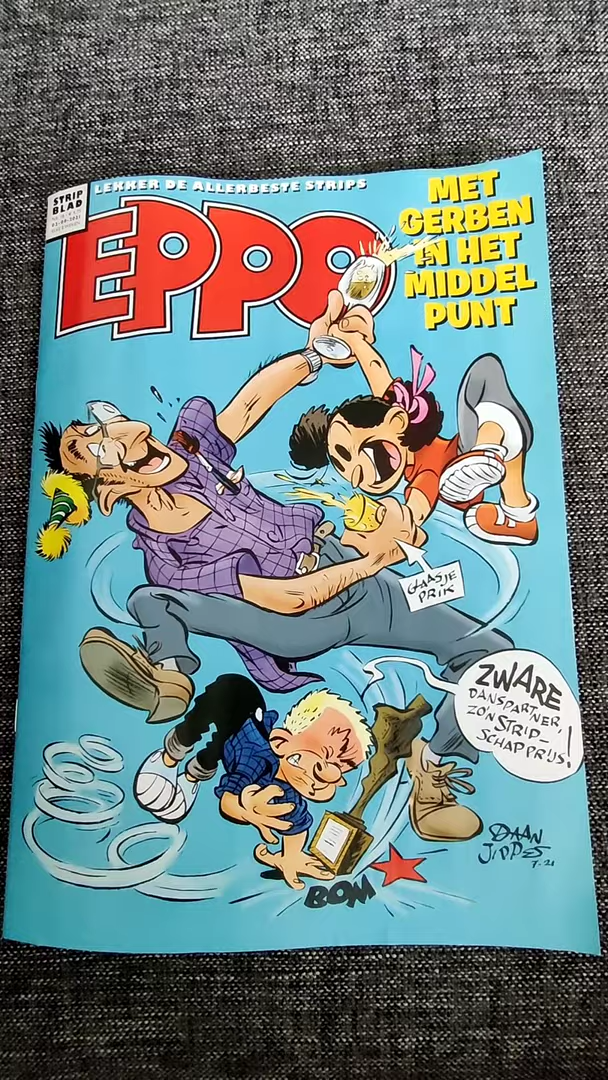 LEKKER DE ALLERBESTE STRIPS
STRIP
BLAD
EPPO
MET
GERBEN
IN HET
MIDDEL
PUNT
GLAASJE
PRIK
ZWARE
DANSPARTNER,
ZO'N STRIP-
SCHAPPRIJS!
BOM
DAAN
JIPPES
7.21